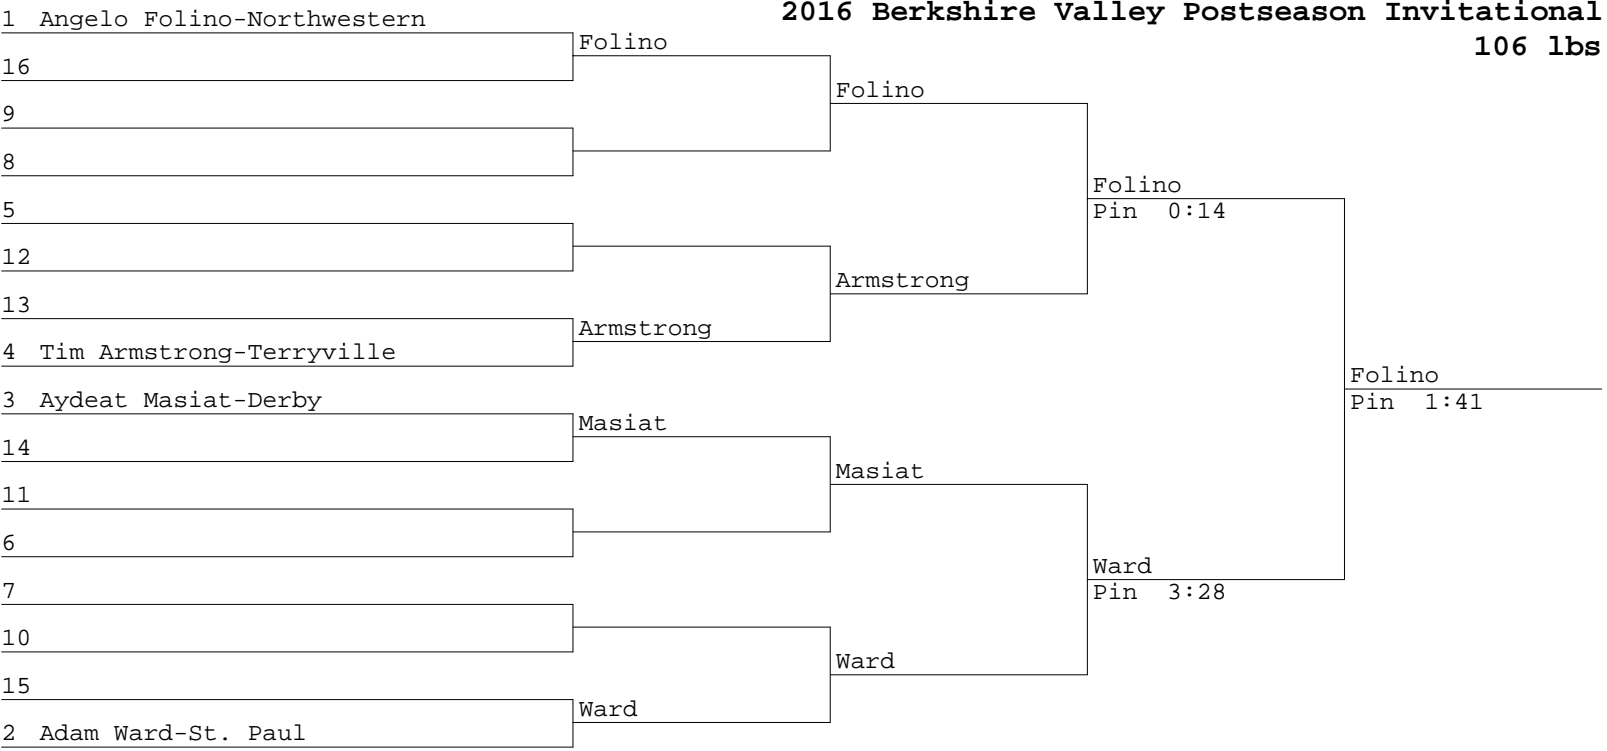 2016 Berkshire Valley Postseason Invitational
106 lbs
1 Angelo Folino-Northwestern
16
9
8
5
12
13
4 Tim Armstrong-Terryville
3 Aydeat Masiat-Derby
14
11
6
7
10
15
2 Adam Ward-St. Paul
Folino
Armstrong
Masiat
Ward
Folino
Armstrong
Masiat
Ward
Folino
Pin 0:14
Ward
Pin 3:28
Folino
Pin 1:41